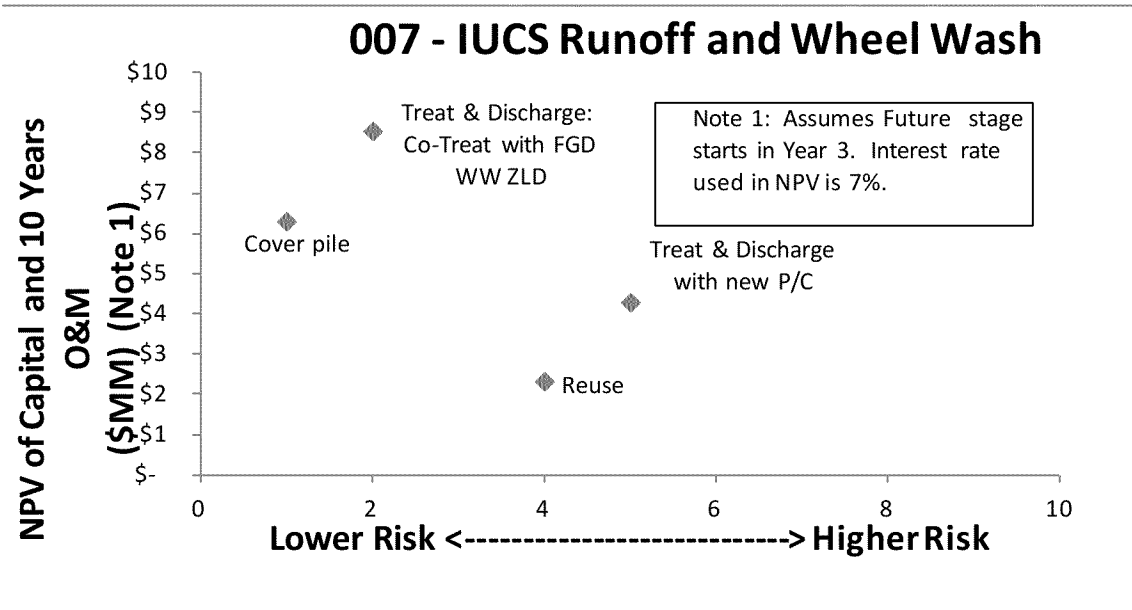 007 - IUCS Runoff and Wheel Wash
NPV of Capital and 10 Years
O&M
($MM) (Note 1)
$10
$9
$8
$7
$6
$5
$4
$3
$2
$1
$-
Treat & Discharge:
Co-Treat with FGD
WW ZLD
Note 1: Assumes Future stage
starts in Year 3. Interest rate
used in NPV is 7%.
Cover pile
Treat & Discharge
with new P/C
Reuse
0 2 4 6 8 10
Lower Risk <---------------------------> Higher Risk